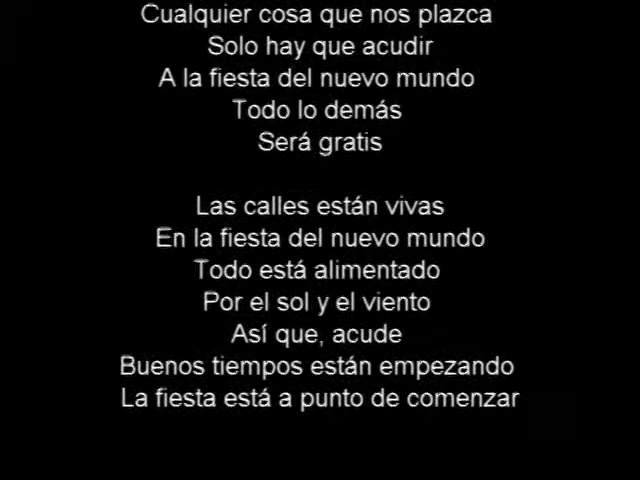 Cualquier cosa que nos plazca
Solo hay que acudir
A la fiesta del nuevo mundo
Todo lo demás
Será gratis
Las calles están vivas
En la fiesta del nuevo mundo
Todo está alimentado
Por el sol y el viento
Así que, acude
Buenos tiempos están empezando
La fiesta está a punto de comenzar